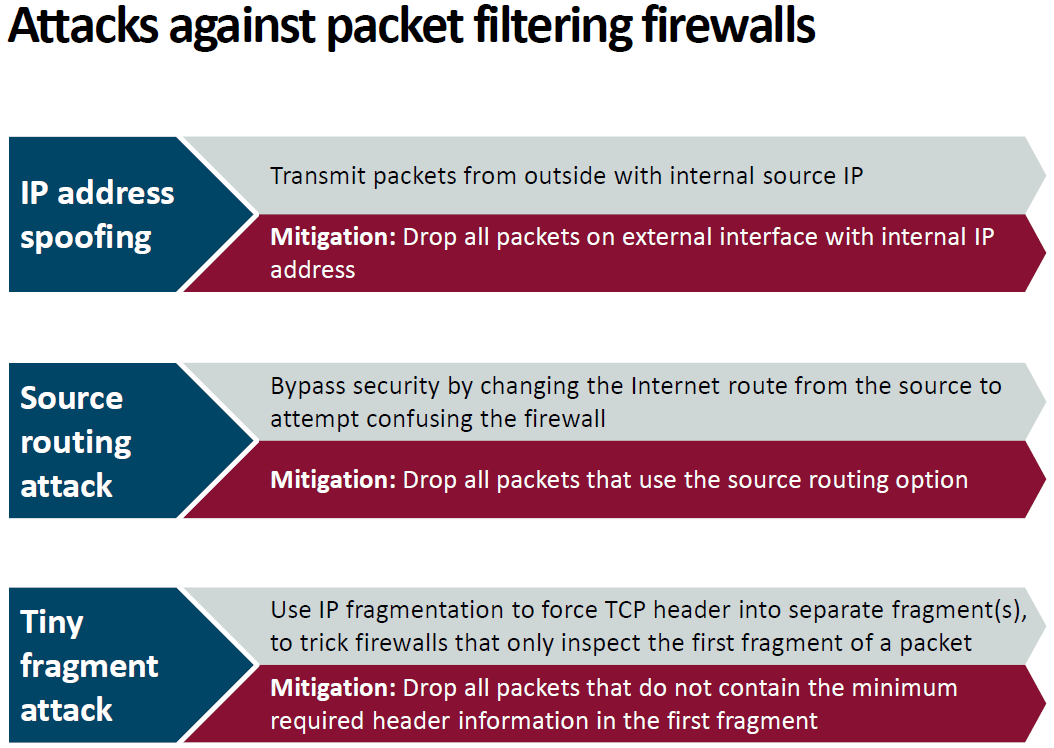 Attacks against packet filtering firewalls
IP address
spoofing
Transmit packets from outside with internal source IP
Mitigation: Drop all packets on external interface with internal IP
address
Source
routing
attack
Bypass security by changing the Internet route from the source to
attempt confusing the firewall
Mitigation: Drop all packets that use the source routing option
Tiny
fragment
attack
Use IP fragmentation to force TCP header into separate fragment(s),
to trick firewalls that only inspect the first fragment of a packet
Mitigation: Drop all packets that do not contain the minimum
required header information in the first fragment